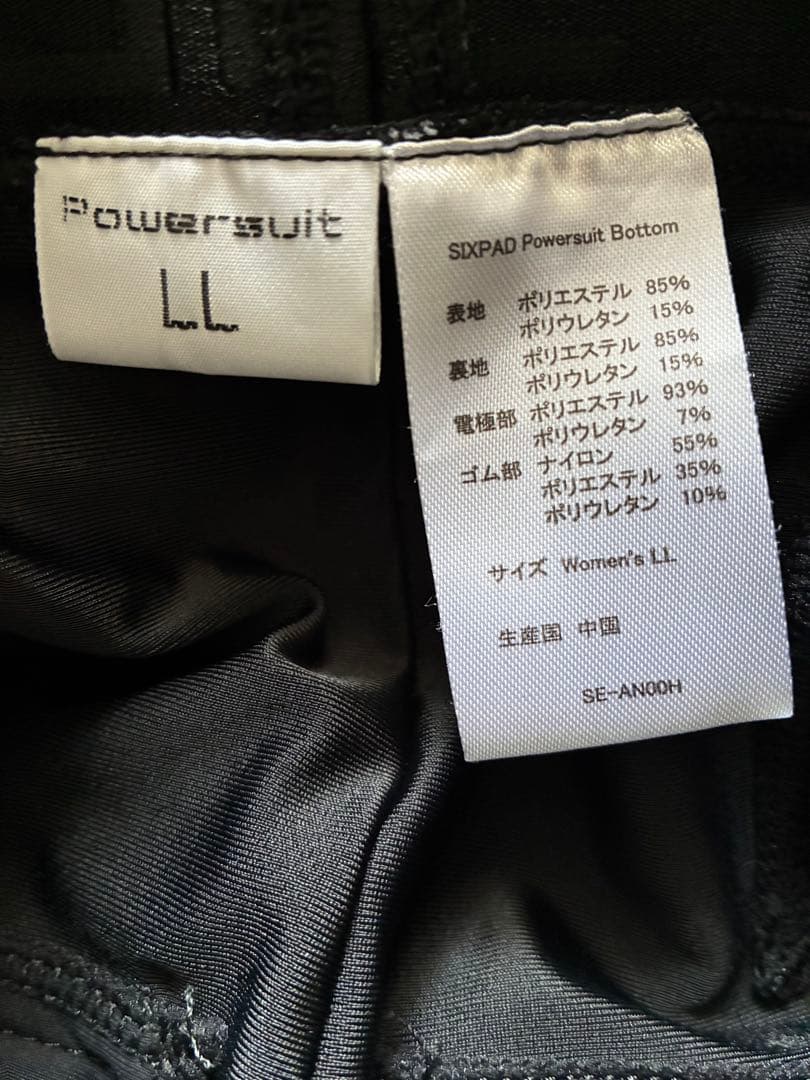 Powersuit
LL
SIXPAD Powersuit Bottom
表地 ポリエステル 85%
ポリウレタン 15%
裏地 ポリエステル 85%
ポリウレタン 15%
電極部 ポリエステル 93%
ポリウレタン 7%
ゴム部 ナイロン 55%
ポリエステル 35%
ポリウレタン 10%
サイズ Women's LL
生産国 中国
SE-AN00H